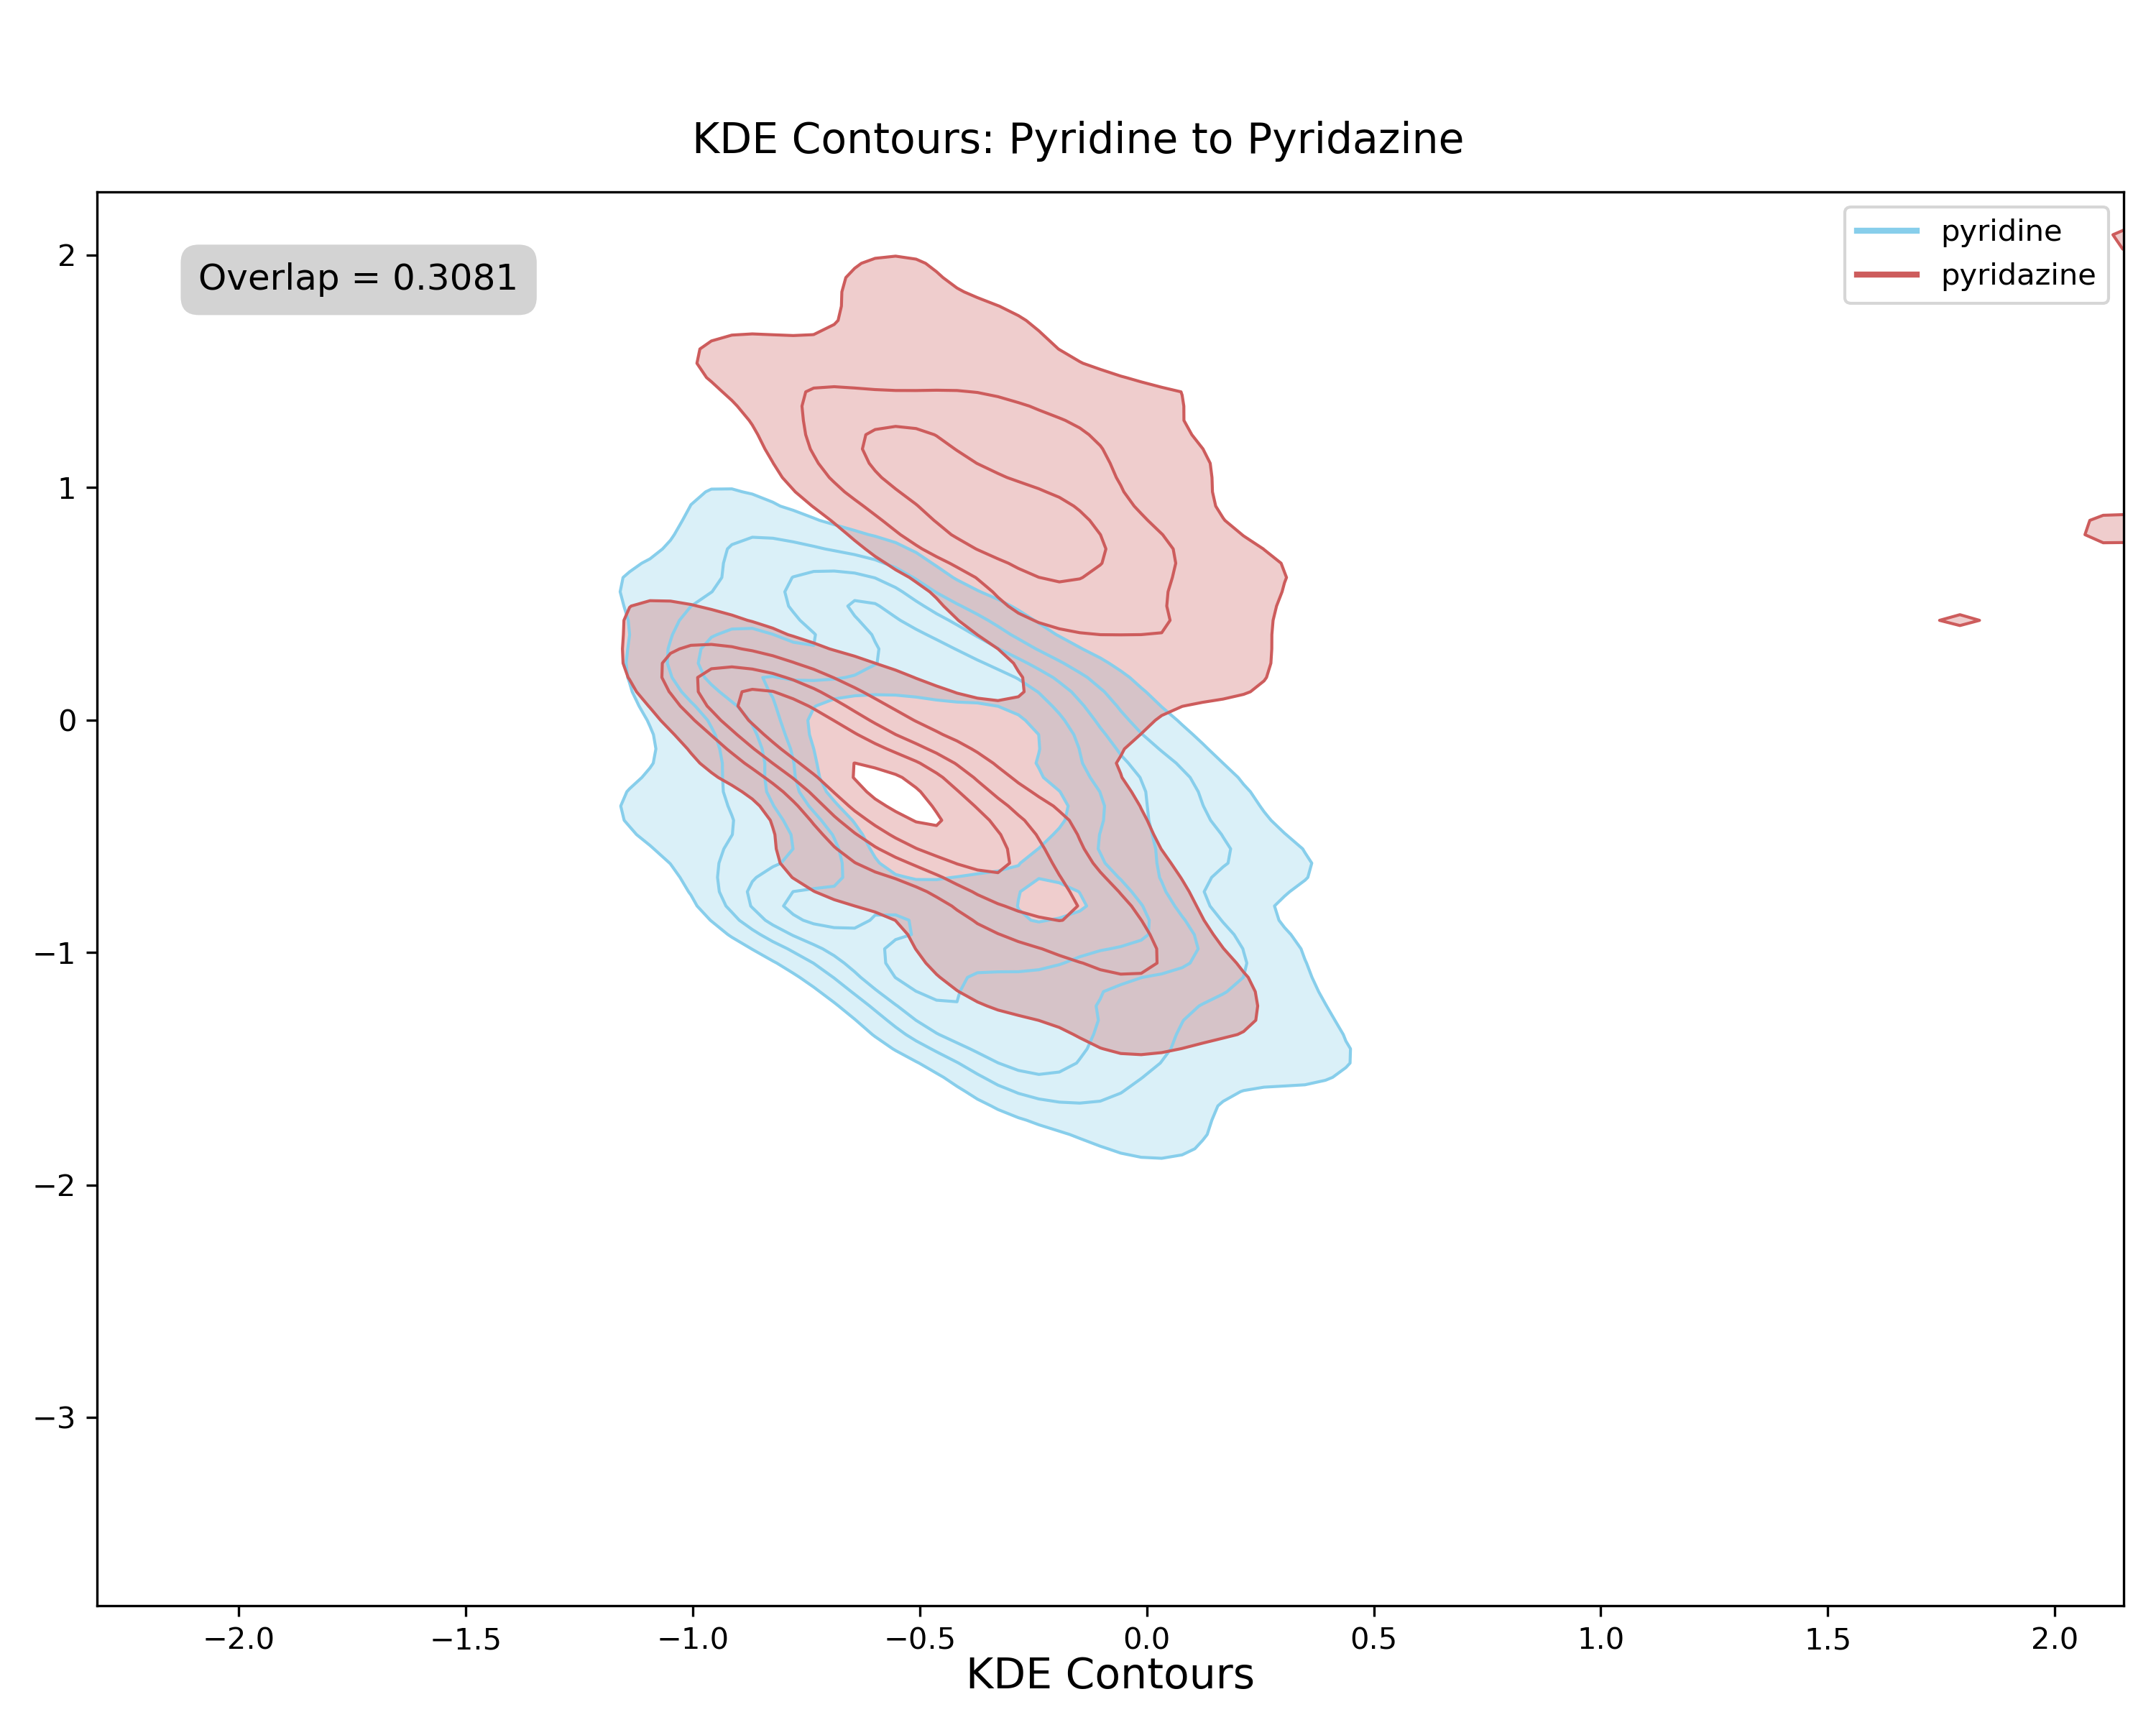 KDE Contours: Pyridine to Pyridazine
Overlap = 0.3081
pyridine
pyridazine
2
1
0
−1
−2
−3
−2.0 −1.5 −1.0 −0.5 0.0 0.5 1.0 1.5 2.0
KDE Contours